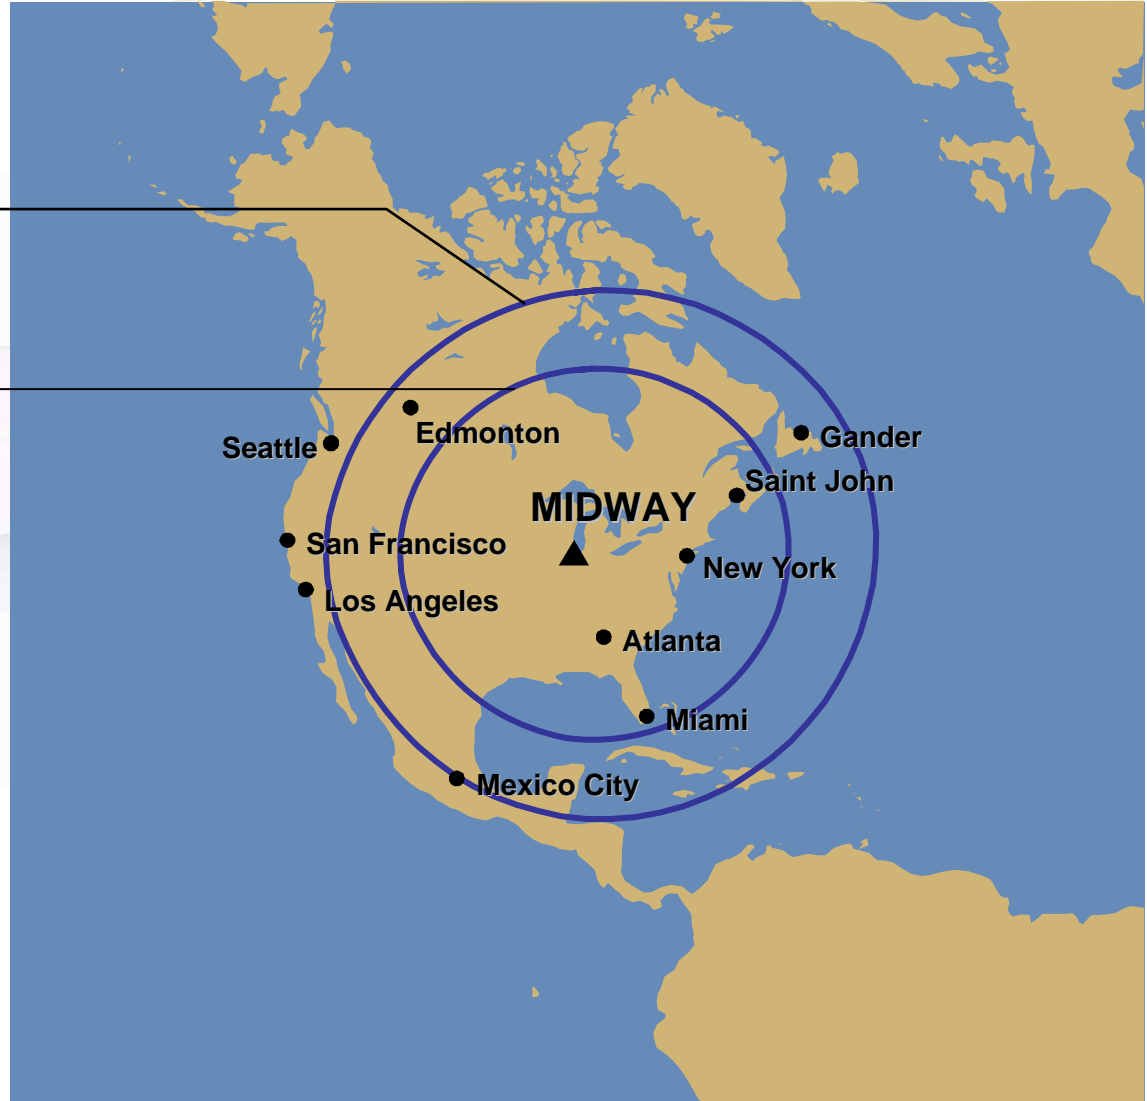 Edmonton
Seattle
Gander
Saint John
MIDWAY
San Francisco
New York
Los Angeles
Atlanta
Miami
Mexico City